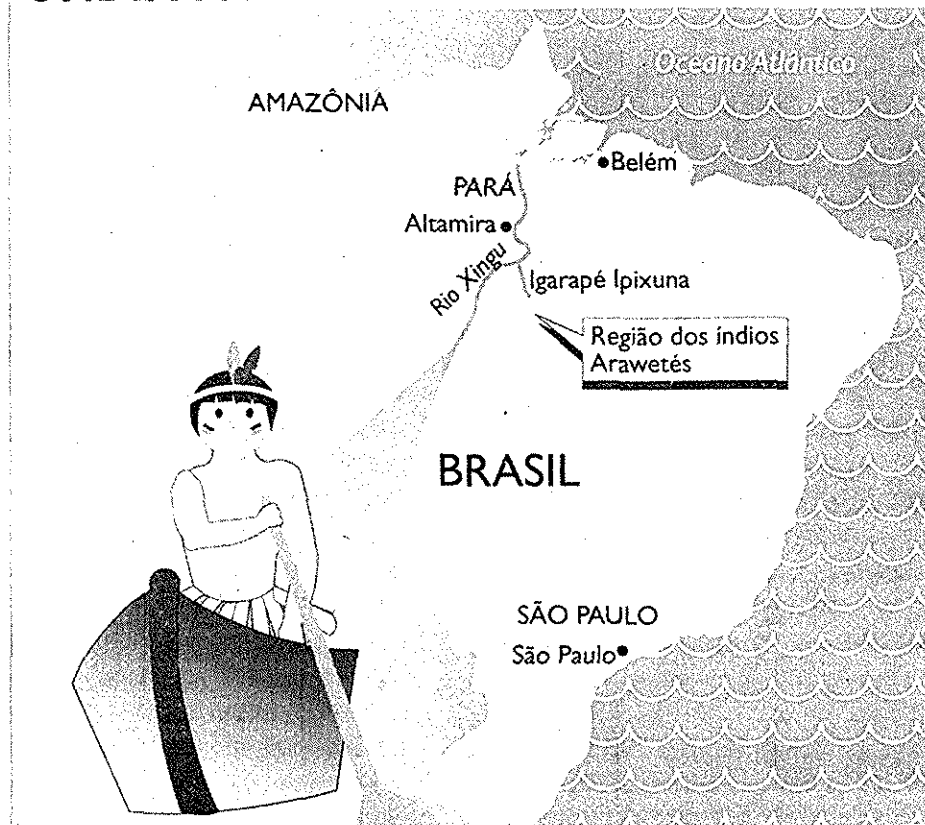 Oceano Atlântico
AMAZÔNIA
Belém
PARÁ
Altamira
Rio Xingu
Igarapé Ipixuna
Região dos índios
Arawetés
BRASIL
SÃO PAULO
São Paulo